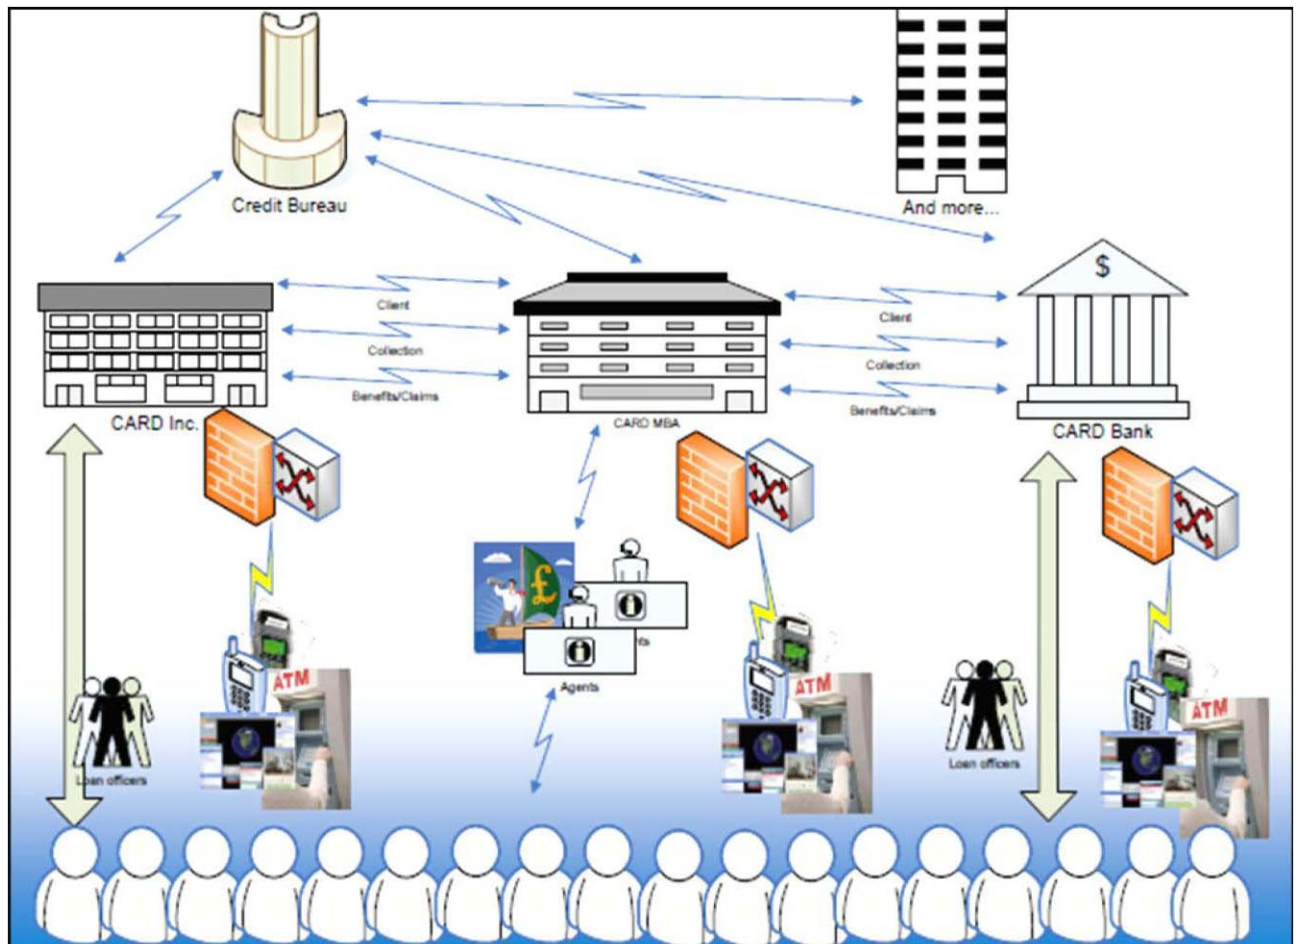 Credit Bureau
And more...
$
Client
Client
Collection
Collection
Benefits/Claims
Benefits/Claims
CARD Inc.
CARD MBA
CARD Bank
£
i
i
nts
Agents
ATM
ATM
ATM
Loan officers
Loan officers